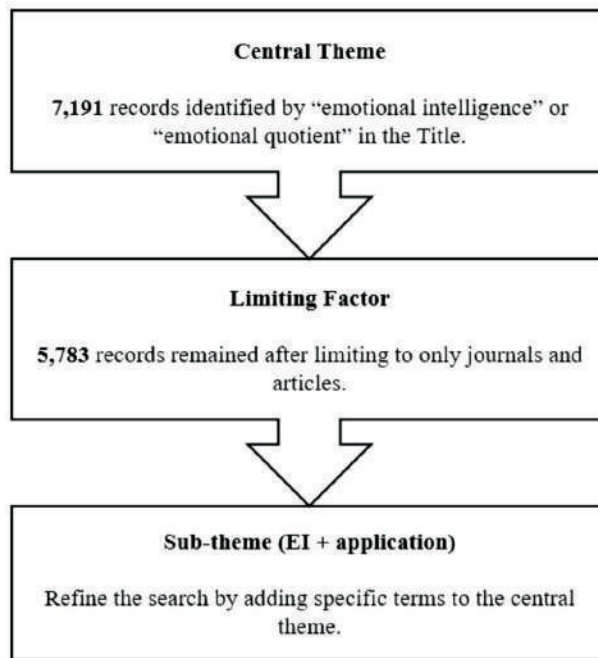 Central Theme
7,191 records identified by “emotional intelligence” or
“emotional quotient” in the Title.
Limiting Factor
5,783 records remained after limiting to only journals and
articles.
Sub-theme (EI + application)
Refine the search by adding specific terms to the central
theme.